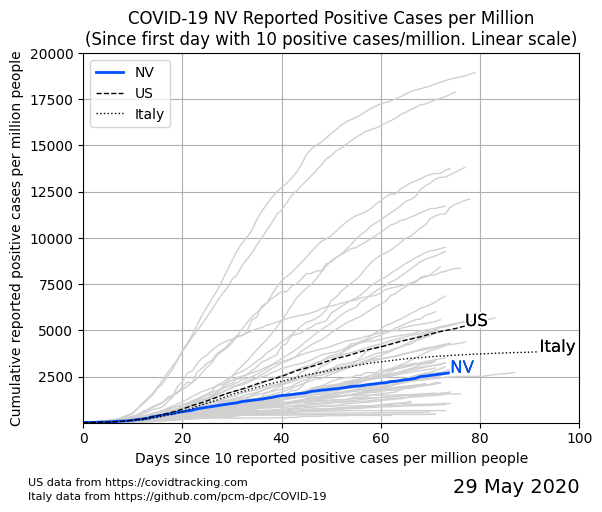 COVID-19 NV Reported Positive Cases per Million
(Since first day with 10 positive cases/million. Linear scale)
Cumulative reported positive cases per million people
20000
17500
15000
12500
10000
7500
5000
2500
NV
US
Italy
US
Italy
NV
0
20
40
60
80
100
Days since 10 reported positive cases per million people
US data from https://covidtracking.com
Italy data from https://github.com/pcm-dpc/COVID-19
29 May 2020